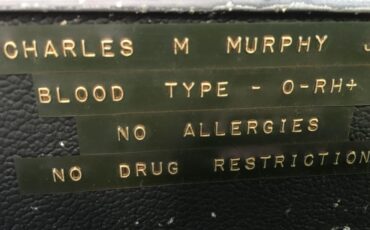 CHARLES M MURPHY J
BLOOD TYPE - O-RH+
NO ALLERGIES
NO DRUG RESTRICTION